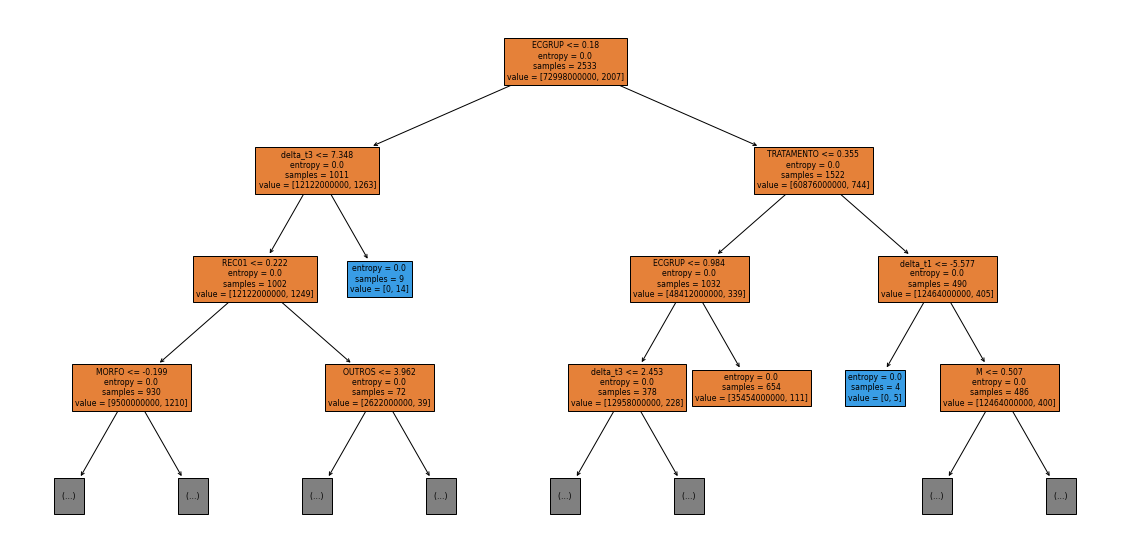 ECGRUP <= 0.18
entropy = 0.0
samples = 2533
value = [72998000000, 2007]
delta_t3 <= 7.348
entropy = 0.0
samples = 1011
value = [12122000000, 1263]
TRATAMENTO <= 0.355
entropy = 0.0
samples = 1522
value = [60876000000, 744]
REC01 <= 0.222
entropy = 0.0
samples = 1002
value = [12122000000, 1249]
entropy = 0.0
samples = 9
value = [0, 14]
ECGRUP <= 0.984
entropy = 0.0
samples = 1032
value = [48412000000, 339]
delta_t1 <= -5.577
entropy = 0.0
samples = 490
value = [12464000000, 405]
MORFO <= -0.199
entropy = 0.0
samples = 930
value = [9500000000, 1210]
OUTROS <= 3.962
entropy = 0.0
samples = 72
value = [2622000000, 39]
delta_t3 <= 2.453
entropy = 0.0
samples = 378
value = [12958000000, 228]
entropy = 0.0
samples = 654
value = [35454000000, 111]
entropy = 0.0
samples = 4
value = [0, 5]
M <= 0.507
entropy = 0.0
samples = 486
value = [12464000000, 400]
(...)
(...)
(...)
(...)
(...)
(...)
(...)
(...)